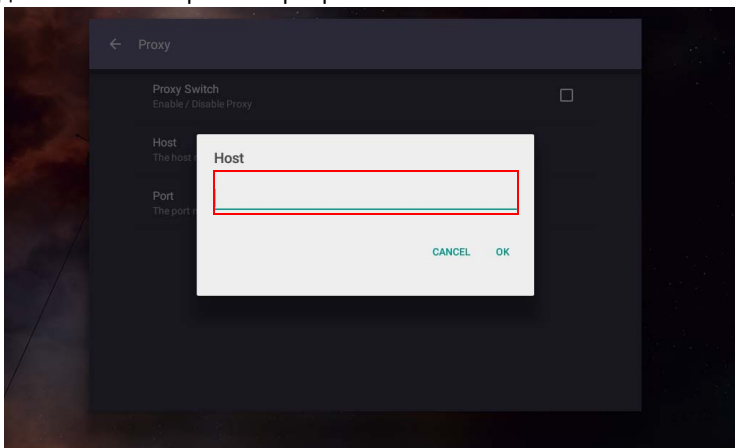 Proxy
Proxy Switch
Enable / Disable Proxy
Host
The host
Host
Port
The port
CANCEL OK